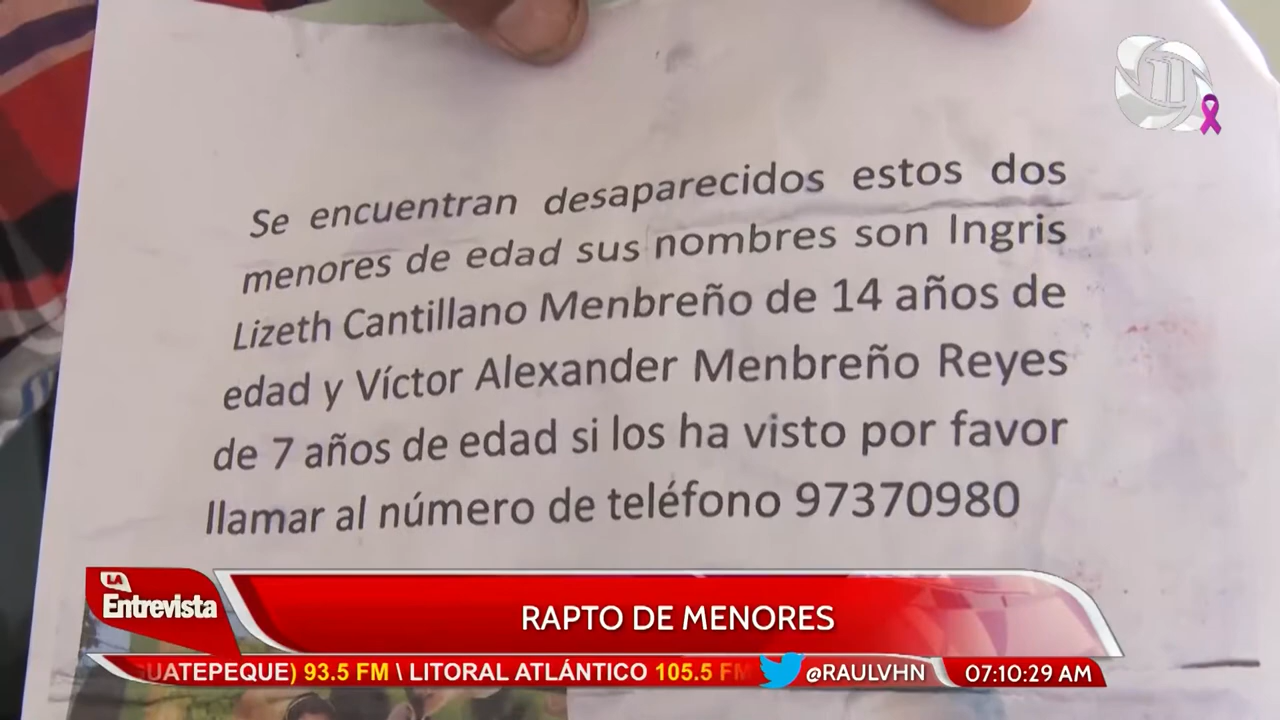 11
Se encuentran desaparecidos estos dos
menores de edad sus nombres son Ingris
Lizeth Cantillano Menbreño de 14 años de
edad y Víctor Alexander Menbreño Reyes
de 7 años de edad si los ha visto por favor
llamar al número de teléfono 97370980
LA
Entrevista
RAPTO DE MENORES
UATEPEQUE) 93.5 FM \ LITORAL ATLÁNTICO 105.5 FM
@RAULVHN
07:10:29 AM